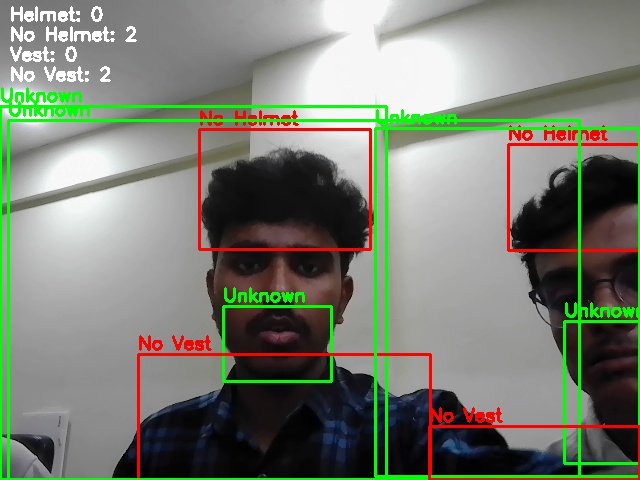 Helmet: 0
No Helmet: 2
Vest: 0
No Vest: 2
Unknown
Unknown
No Helmet
Unknown
No Helmet
Unknown
Unknown
No Vest
No Vest